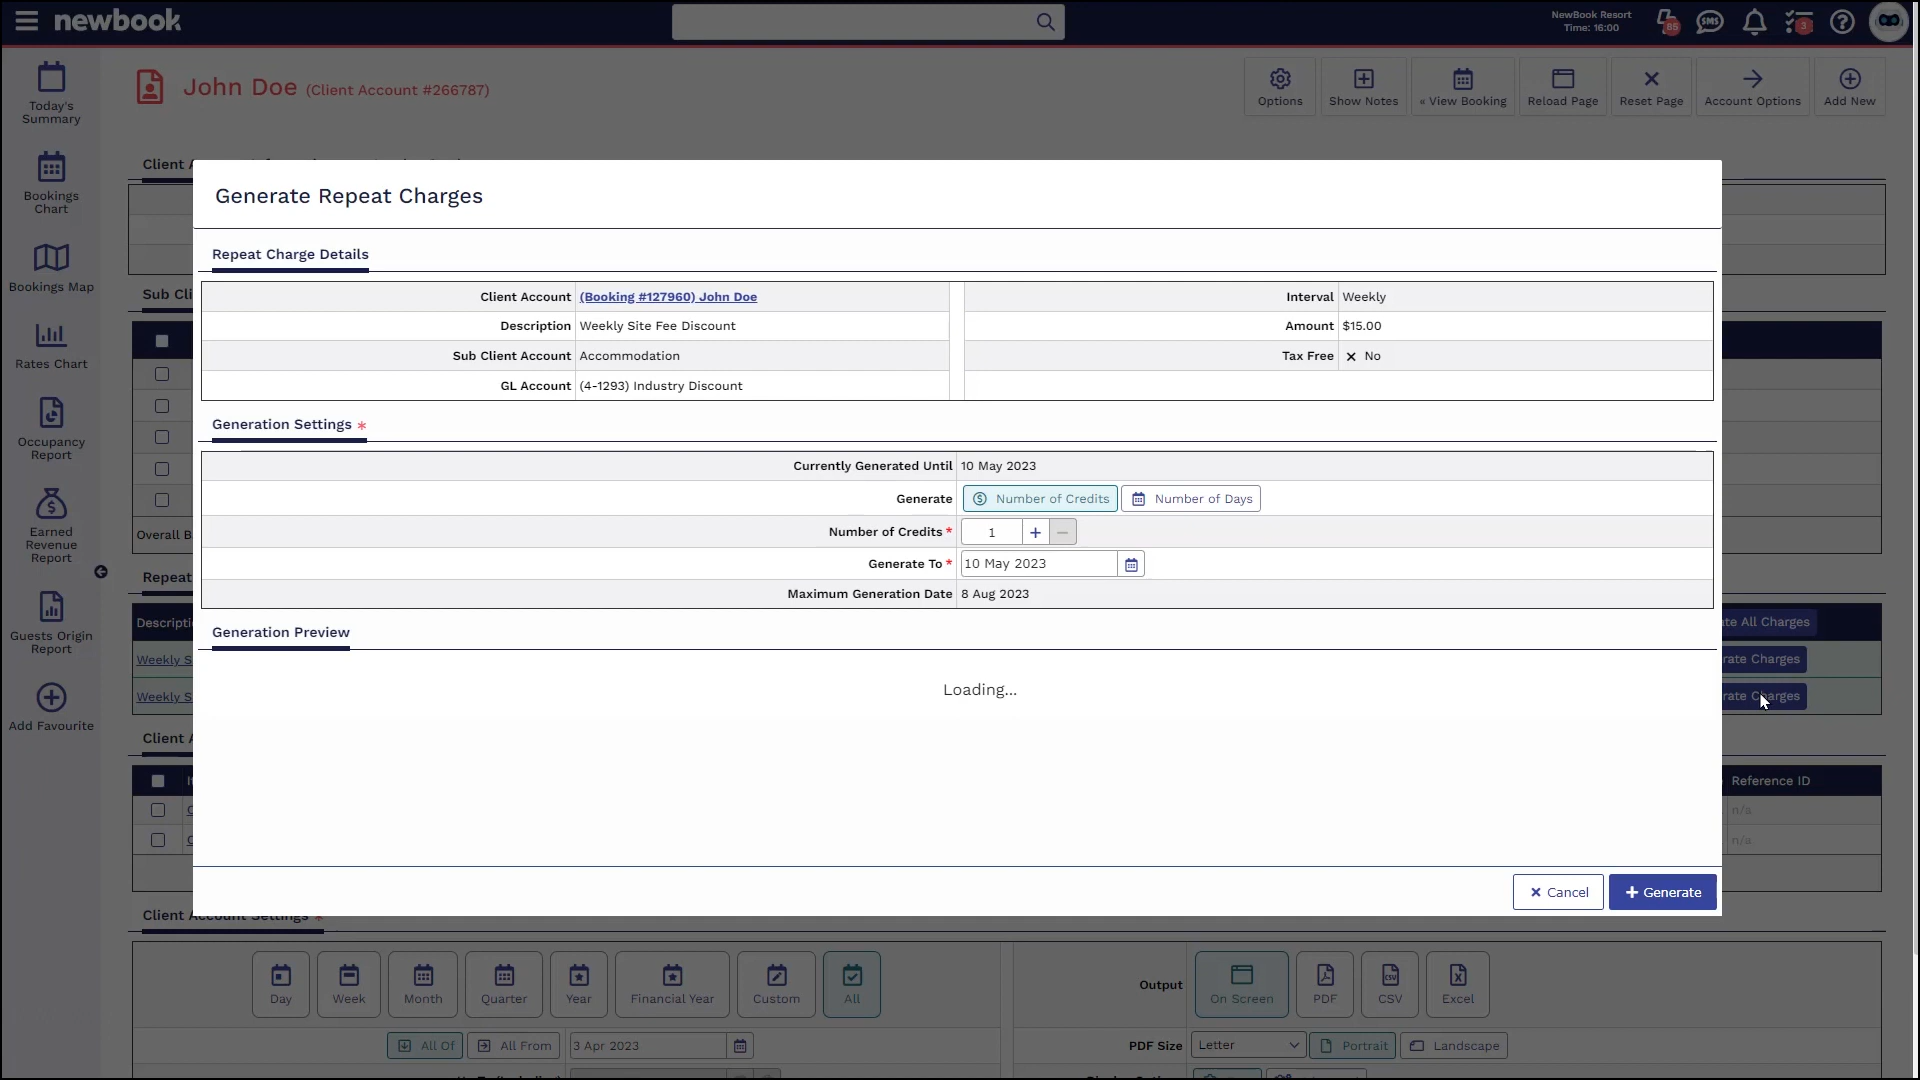 newbook
NewBook Resort
Time: 16:00
85
SMS
3
Today's
Summary
Bookings
Chart
Bookings Map
Rates Chart
Occupancy
Report
Earned
Revenue
Report
Guests Origin
Report
Add Favourite
John Doe (Client Account #266787)
Options
Show Notes
« View Booking
Reload Page
Reset Page
Account Options
Add New
Client A
Generate Repeat Charges
Repeat Charge Details
Client Account (Booking #127960) John Doe
Interval Weekly
Description Weekly Site Fee Discount
Amount $15.00
Sub Client Account Accommodation
Tax Free × No
GL Account (4-1293) Industry Discount
Generation Settings *
Currently Generated Until 10 May 2023
Generate Number of Credits Number of Days
Number of Credits * 1 + −
Generate To * 10 May 2023
Maximum Generation Date 8 Aug 2023
Generation Preview
Loading...
× Cancel
+ Generate
Sub Cli
Overall B
Repeat
Descripti
te All Charges
Weekly S
rate Charges
Weekly S
rate Charges
Client A
Reference ID
n/a
n/a
Client Account Settings *
Day
Week
Month
Quarter
Year
Financial Year
Custom
All
Output
On Screen
PDF
CSV
Excel
All Of
All From
3 Apr 2023
PDF Size
Letter
Portrait
Landscape